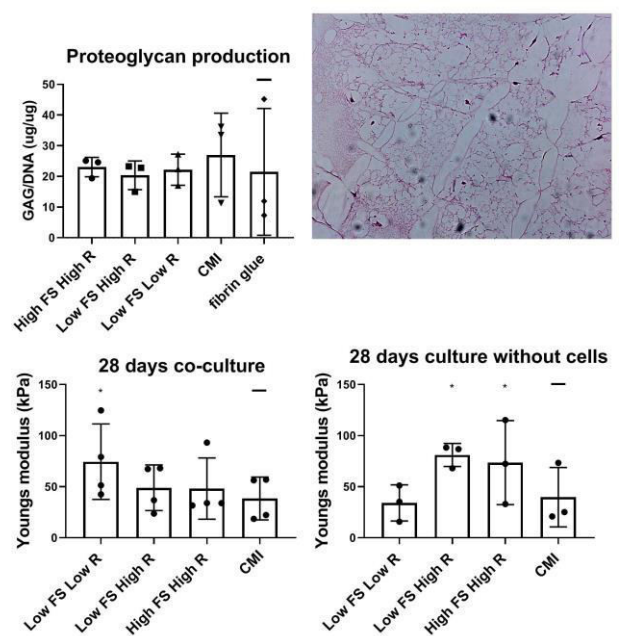 Proteoglycan production
GAG/DNA (ug/ug)
50
40
30
20
10
0
High FS High R
Low FS High R
Low FS Low R
CMI
fibrin glue
28 days co-culture
Youngs modulus (kPa)
150
100
50
0
*
Low FS Low R
Low FS High R
High FS High R
CMI
28 days culture without cells
Youngs modulus (kPa)
150
100
50
0
*
*
Low FS Low R
Low FS High R
High FS High R
CMI